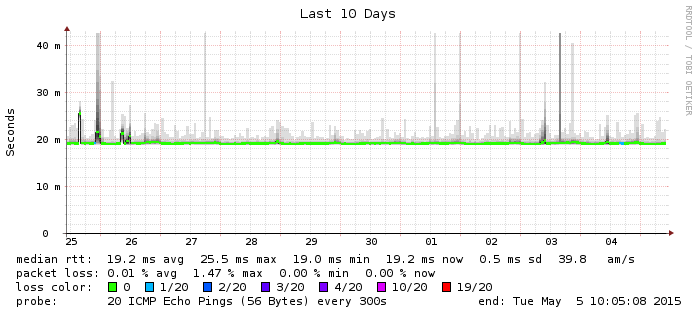 Last 10 Days
RRDTOOL / TOBI OETIKER
Seconds
40 m
30 m
20 m
10 m
0
25 26 27 28 29 30 01 02 03 04
median rtt: 19.2 ms avg 25.5 ms max 19.0 ms min 19.2 ms now 0.5 ms sd 39.8 am/s
packet loss: 0.01 % avg 1.47 % max 0.00 % min 0.00 % now
loss color: 0 1/20 2/20 3/20 4/20 10/20 19/20
probe: 20 ICMP Echo Pings (56 Bytes) every 300s end: Tue May 5 10:05:08 2015